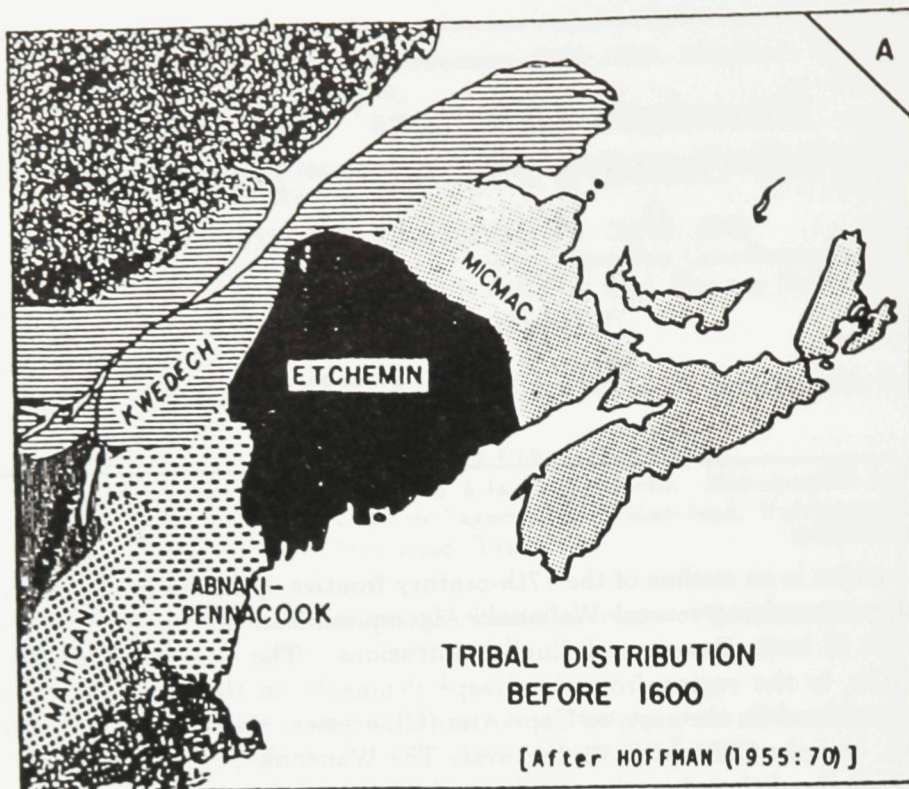 A
MICMAC
ETCHEMIN
KWEDECH
ABNAKI-
PENNACOOK
MAHICAN
TRIBAL DISTRIBUTION
BEFORE 1600
[After HOFFMAN (1955:70)]